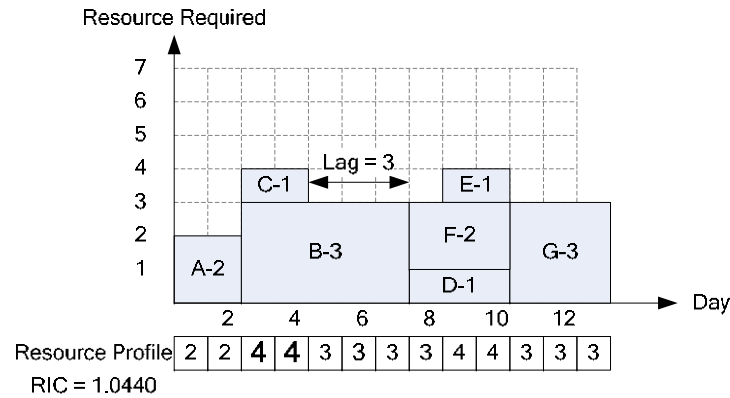 Resource Required
7
6
5
4
3
2
1
C-1
Lag = 3
E-1
A-2
B-3
F-2
D-1
G-3
2 4 6 8 10 12
Day
Resource Profile 2 2 4 4 3 3 3 3 4 4 3 3 3
RIC = 1.0440